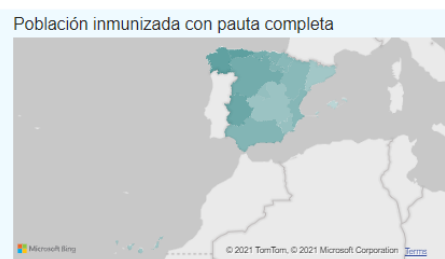 Población inmunizada con pauta completa
Microsoft Bing
© 2021 TomTom, © 2021 Microsoft Corporation Terms